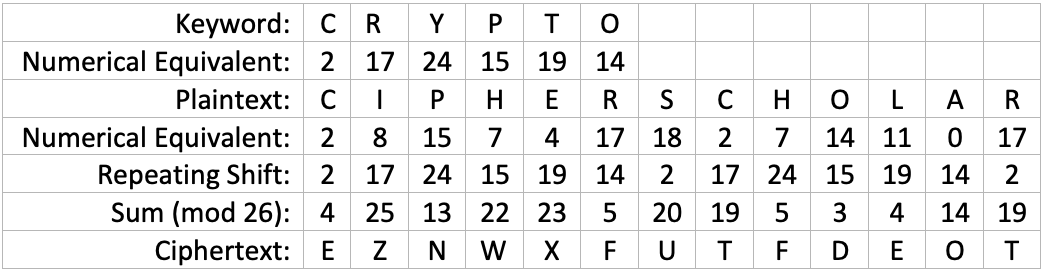 Keyword: C R Y P T O
Numerical Equivalent: 2 17 24 15 19 14
Plaintext: C I P H E R S C H O L A R
Numerical Equivalent: 2 8 15 7 4 17 18 2 7 14 11 0 17
Repeating Shift: 2 17 24 15 19 14 2 17 24 15 19 14 2
Sum (mod 26): 4 25 13 22 23 5 20 19 5 3 4 14 19
Ciphertext: E Z N W X F U T F D E O T